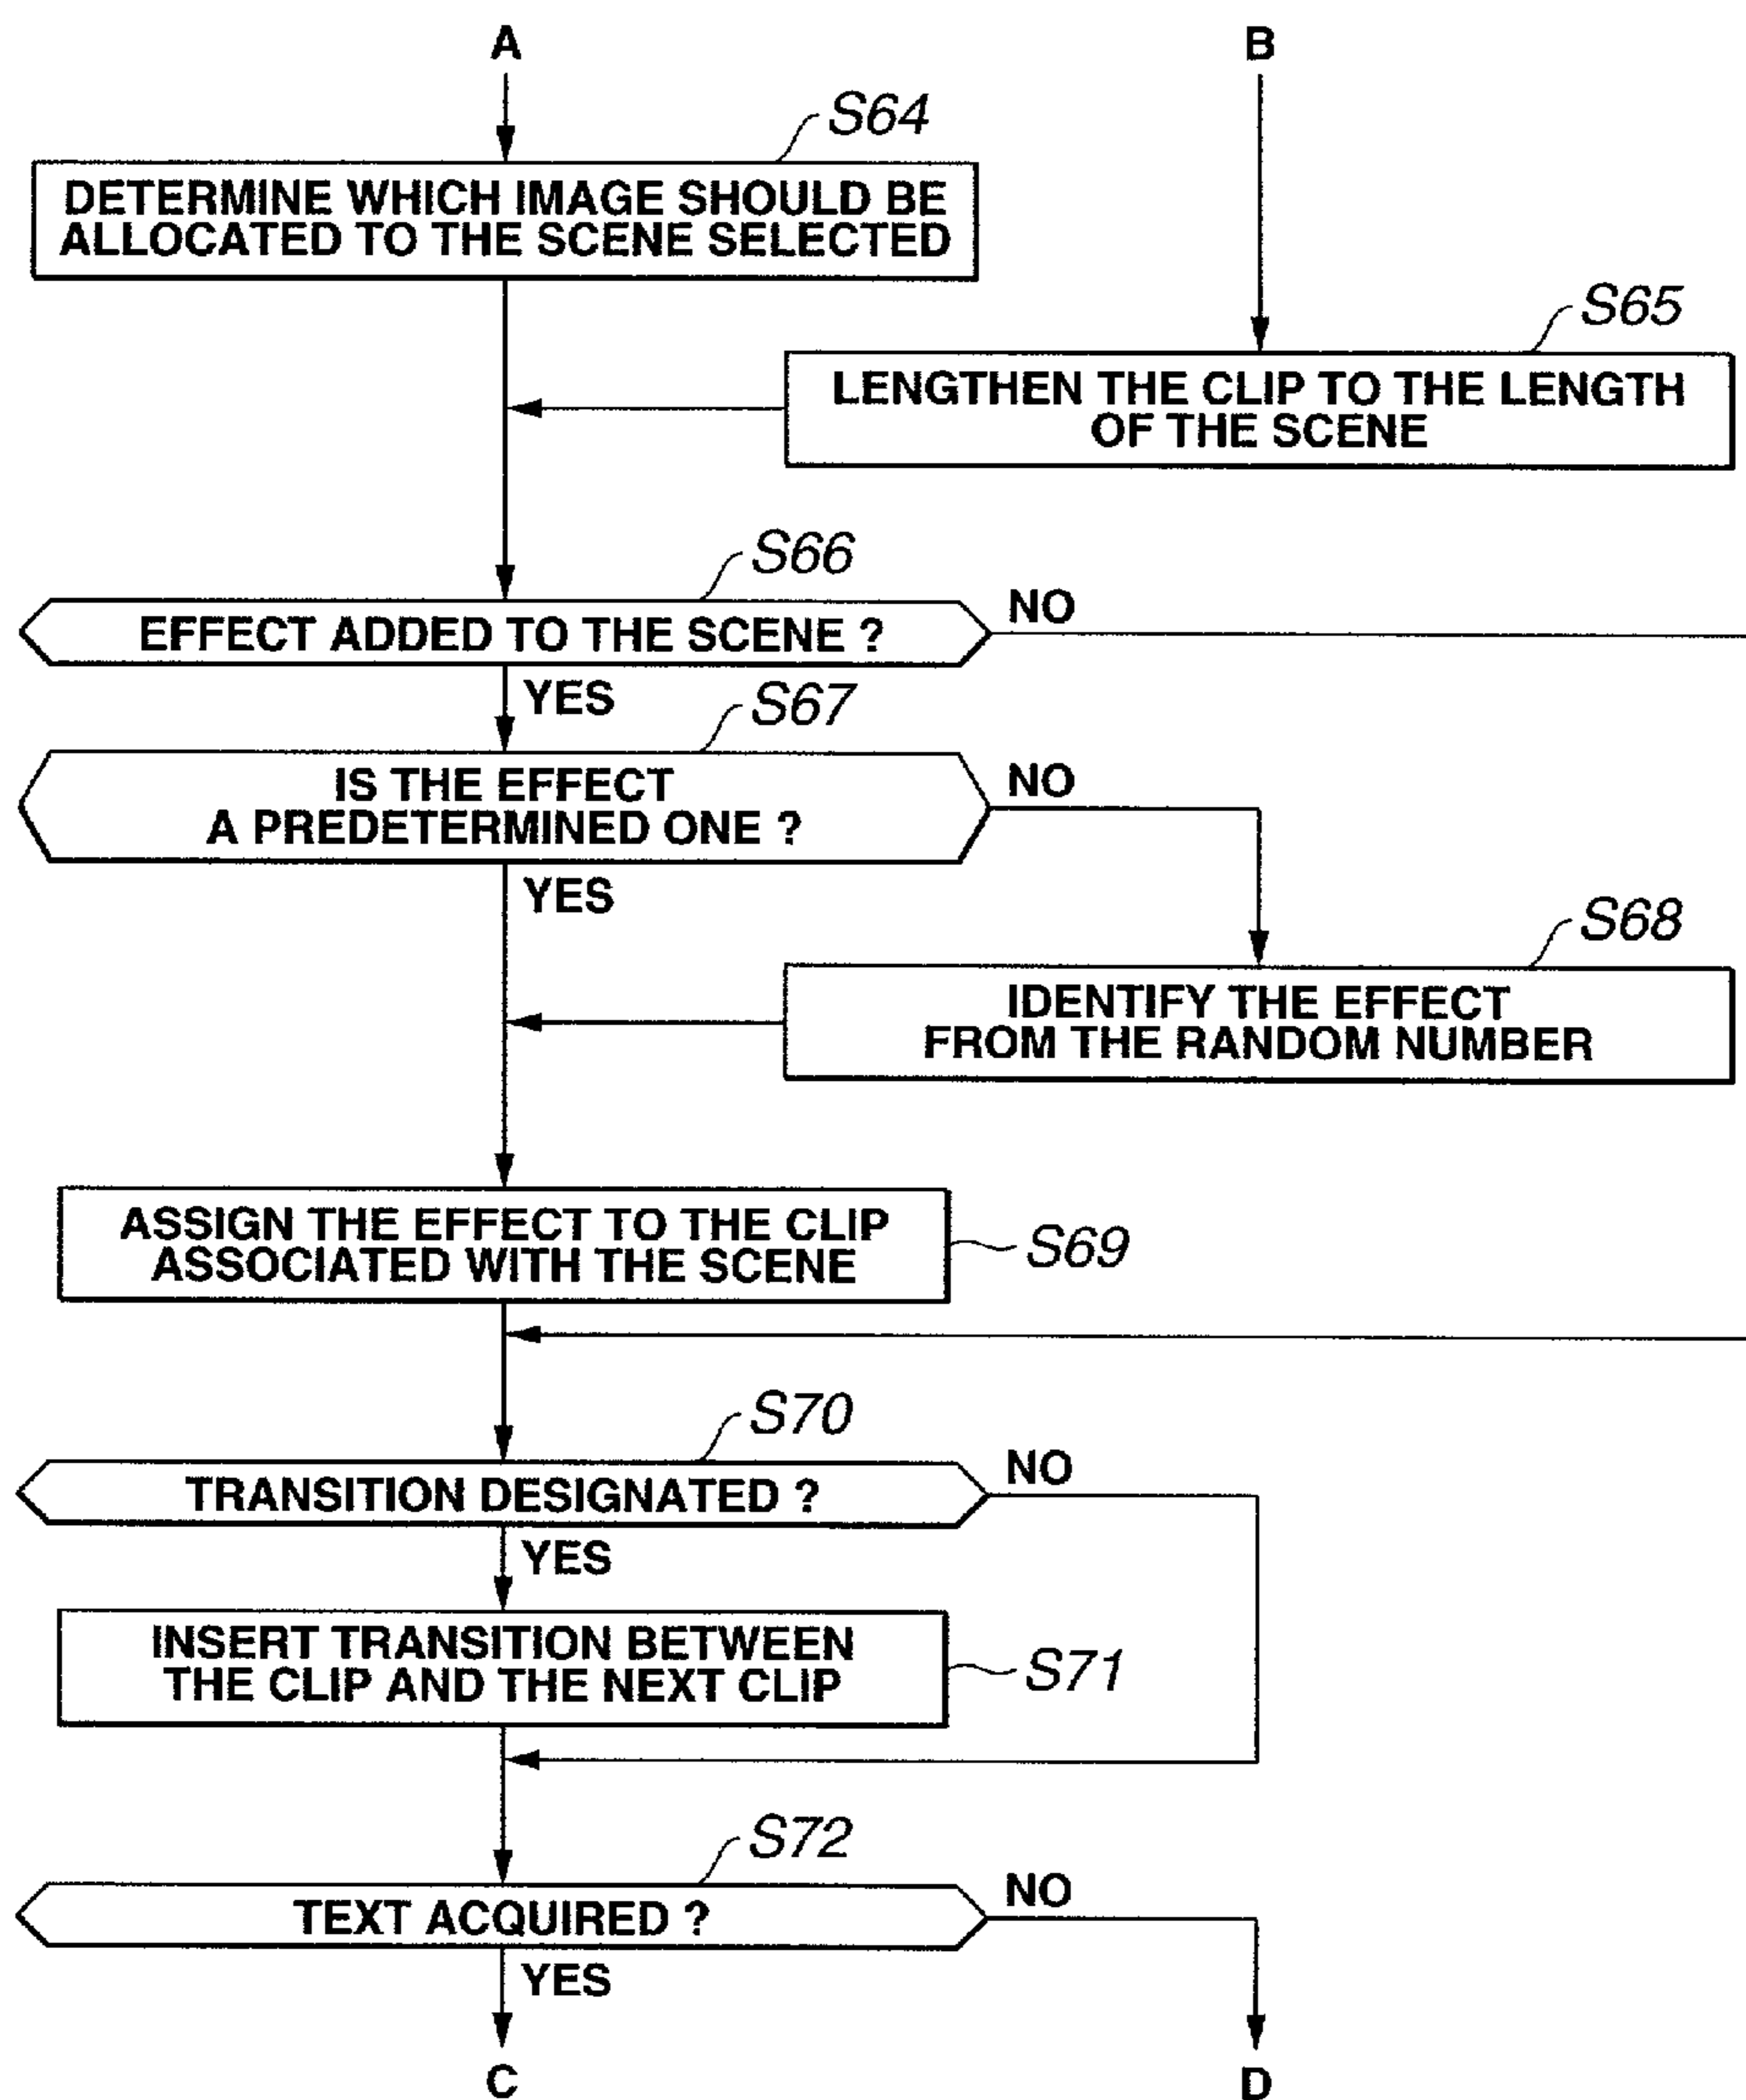 A
B
S64
DETERMINE WHICH IMAGE SHOULD BE
ALLOCATED TO THE SCENE SELECTED
S65
LENGTHEN THE CLIP TO THE LENGTH
OF THE SCENE
S66
EFFECT ADDED TO THE SCENE ?
NO
YES
S67
IS THE EFFECT
A PREDETERMINED ONE ?
NO
YES
S68
IDENTIFY THE EFFECT
FROM THE RANDOM NUMBER
ASSIGN THE EFFECT TO THE CLIP
ASSOCIATED WITH THE SCENE
S69
S70
TRANSITION DESIGNATED ?
NO
YES
INSERT TRANSITION BETWEEN
THE CLIP AND THE NEXT CLIP
S71
S72
TEXT ACQUIRED ?
NO
YES
C
D